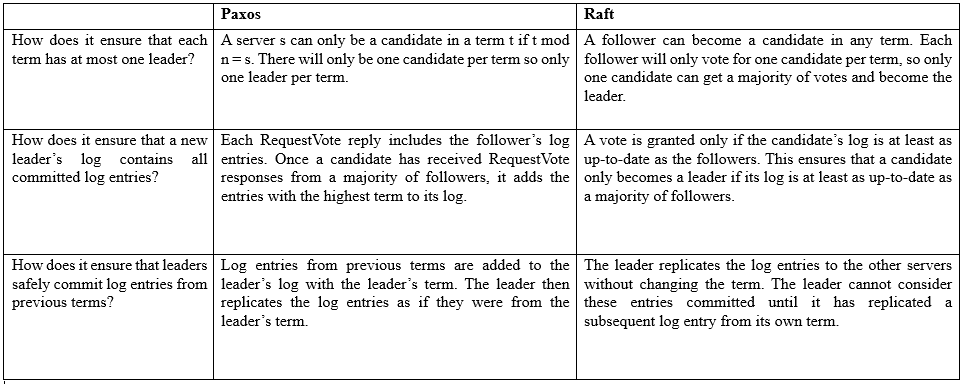 Paxos
Raft
How does it ensure that each
term has at most one leader?
A server s can only be a candidate in a term t if t mod
n = s. There will only be one candidate per term so only
one leader per term.
A follower can become a candidate in any term. Each
follower will only vote for one candidate per term, so only
one candidate can get a majority of votes and become the
leader.
How does it ensure that a new
leader’s log contains all
committed log entries?
Each RequestVote reply includes the follower’s log
entries. Once a candidate has received RequestVote
responses from a majority of followers, it adds the
entries with the highest term to its log.
A vote is granted only if the candidate’s log is at least as
up-to-date as the followers. This ensures that a candidate
only becomes a leader if its log is at least as up-to-date as
a majority of followers.
How does it ensure that leaders
safely commit log entries from
previous terms?
Log entries from previous terms are added to the
leader’s log with the leader’s term. The leader then
replicates the log entries as if they were from the
leader’s term.
The leader replicates the log entries to the other servers
without changing the term. The leader cannot consider
these entries committed until it has replicated a
subsequent log entry from its own term.